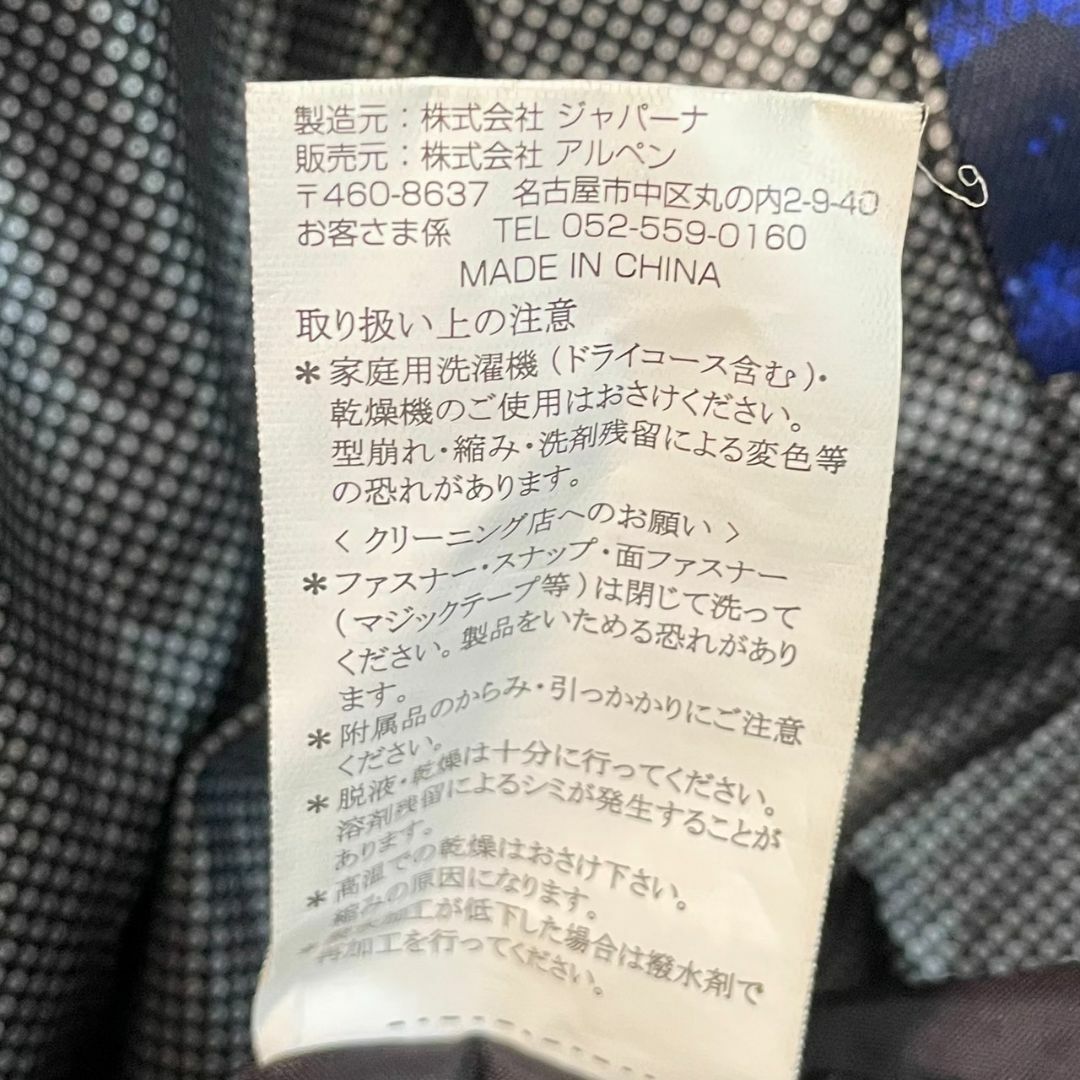 製造元：株式会社 ジャパーナ
販売元：株式会社 アルペン
〒460-8637 名古屋市中区丸の内2-9-40
お客さま係 TEL 052-559-0160
MADE IN CHINA
取り扱い上の注意
＊家庭用洗濯機(ドライコース含む)・
乾燥機のご使用はおさけください。
型崩れ・縮み・洗剤残留による変色等
の恐れがあります。
〈 クリーニング店へのお願い 〉
＊ファスナー・スナップ・面ファスナー
(マジックテープ等)は閉じて洗って
ください。製品をいためる恐れがあり
ます。
＊附属品のからみ・引っかかりにご注意
ください。
＊脱液・乾燥は十分に行ってください。
溶剤残留によるシミが発生することが
あります。
＊高温での乾燥はおさけ下さい。
縮みの原因になります。
加工が低下した場合は撥水剤で
再加工を行ってください。